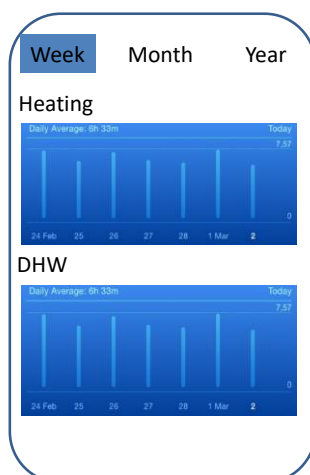 Week Month Year
Heating
Daily Average: 6h 33m Today
7,57
0
24 Feb 25 26 27 28 1 Mar 2
DHW
Daily Average: 6h 33m Today
7,57
0
24 Feb 25 26 27 28 1 Mar 2